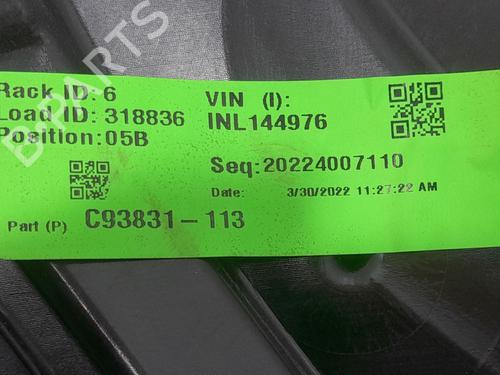 Rack ID: 6
VIN (I):
Load ID: 318836
INL144976
Position: 05B
Seq:20224007110
Date: 3/30/2022 11:27:22 AM
Part (P) C93831-113
B-PARTS